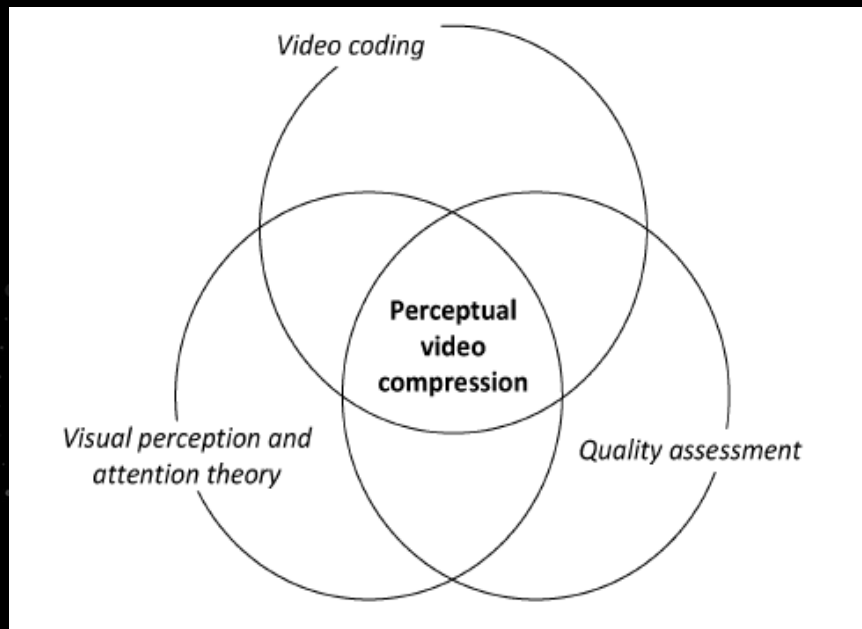 Video coding
Perceptual
video
compression
Visual perception and
attention theory
Quality assessment